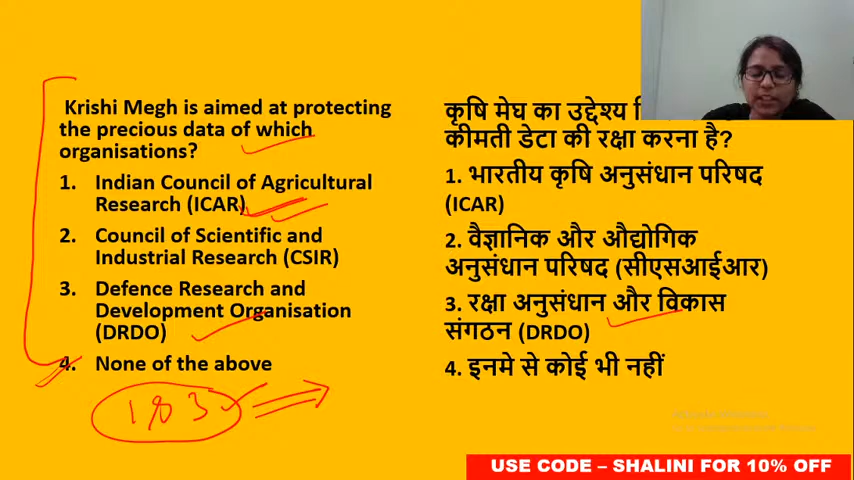 Krishi Megh is aimed at protecting
the precious data of which
organisations?
1. Indian Council of Agricultural
Research (ICAR)
2. Council of Scientific and
Industrial Research (CSIR)
3. Defence Research and
Development Organisation
(DRDO)
4. None of the above
1 & 3
कृषि मेघ का उद्देश्य
कीमती डेटा की रक्षा करना है?
1. भारतीय कृषि अनुसंधान परिषद
(ICAR)
2. वैज्ञानिक और औद्योगिक
अनुसंधान परिषद (सीएसआईआर)
3. रक्षा अनुसंधान और विकास
संगठन (DRDO)
4. इनमे से कोई भी नहीं
USE CODE – SHALINI FOR 10% OFF